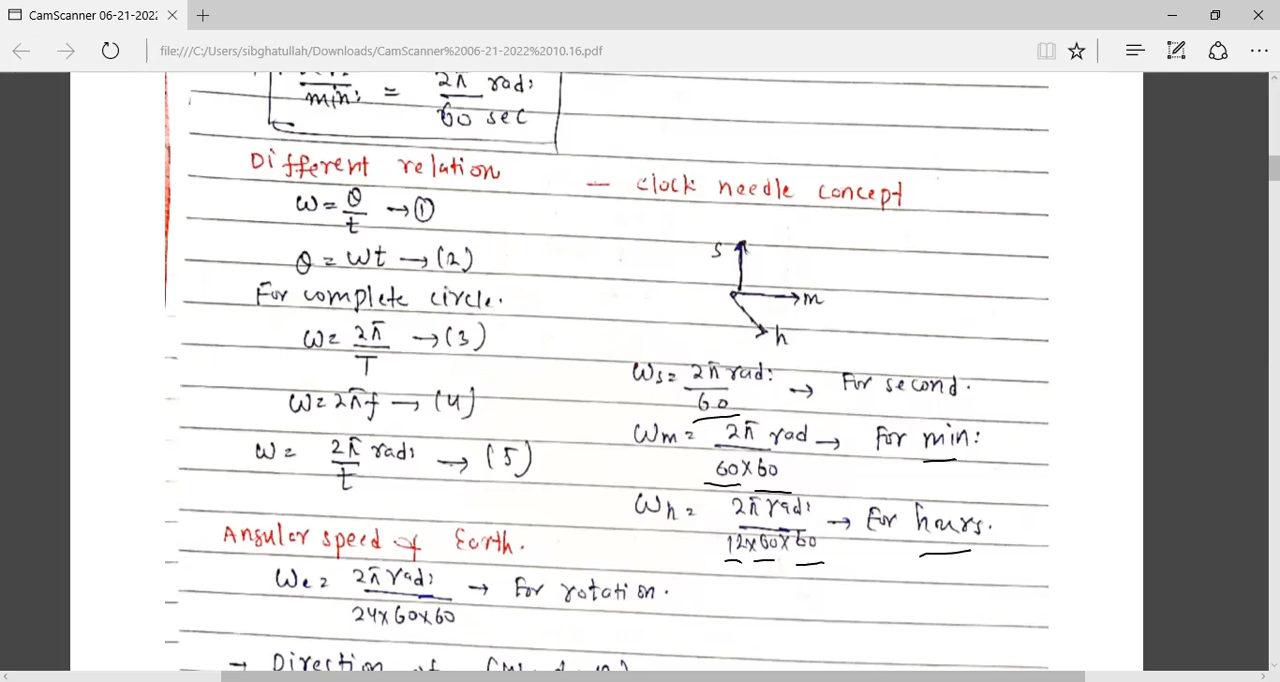 CamScanner 06-21-202
file:///C:/Users/sibghatullah/Downloads/CamScanner%2006-21-2022%2010.16.pdf
min: = 2π rad:
60 sec
Different relation
ω = θ/t → ①
θ = ωt → (2)
For complete circle.
ω = 2π/T → (3)
ω = 2πf → (4)
ω = 2π rad:/t → (5)
Angular speed of Earth.
ωe = 2π rad:/24×60×60 → For rotation.
→ Direction of
— clock needle concept
s
m
h
ωs = 2π rad:/60 → For second.
ωm = 2π rad/60×60 → For min:
ωh = 2π rad:/12×60×60 → For hours.